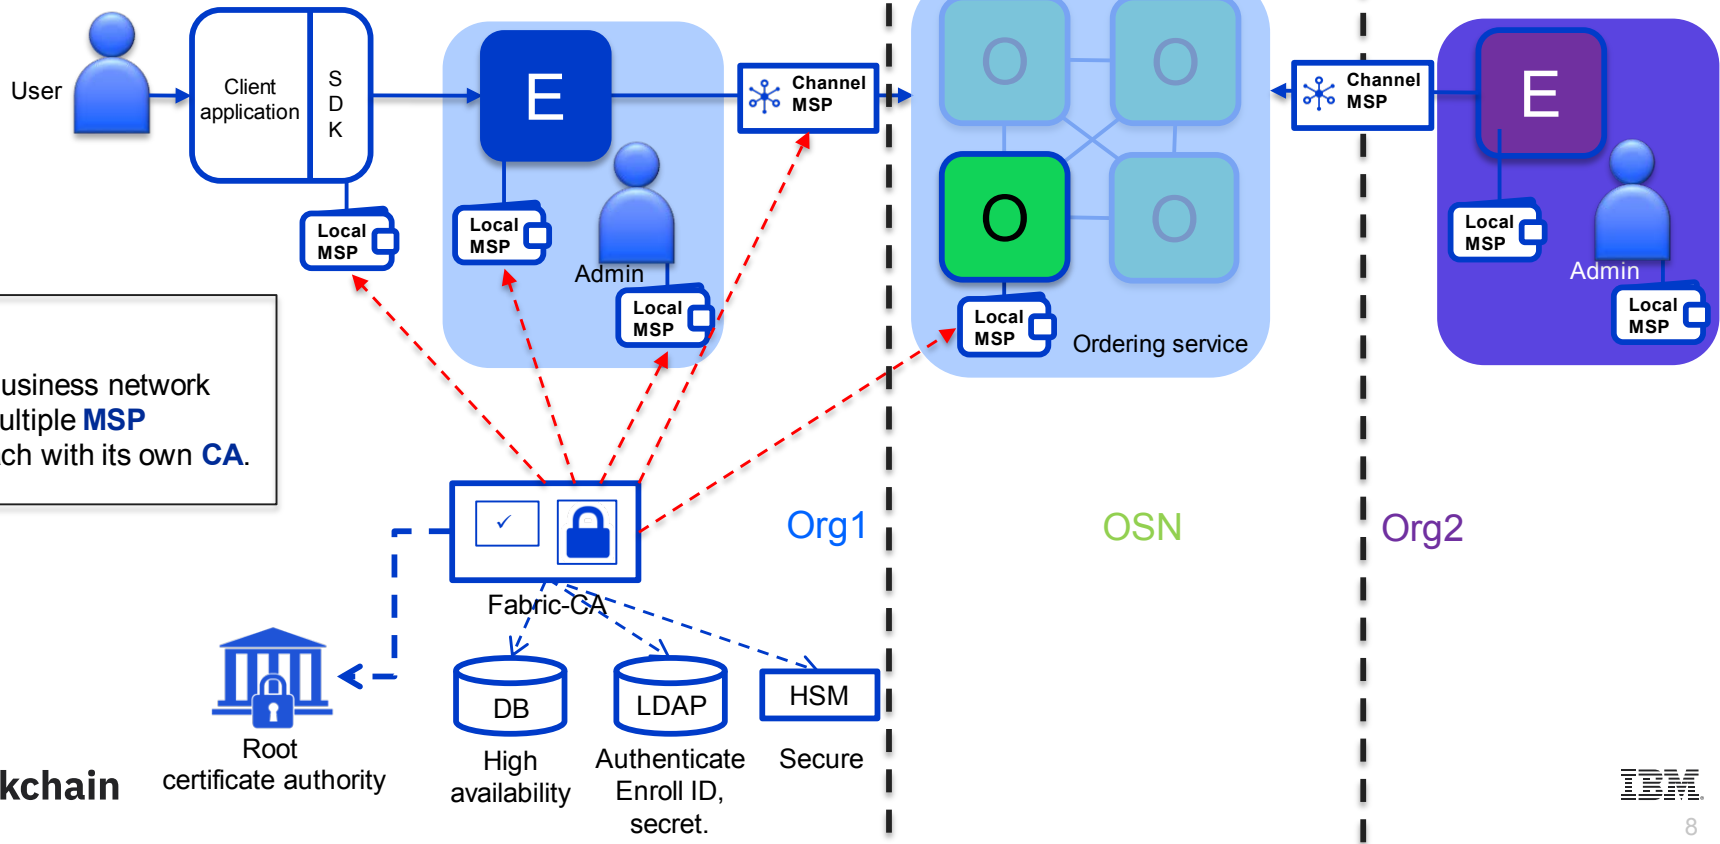 User
Client
application
S
D
K
E
Channel
MSP
O
O
Channel
MSP
E
Local
MSP
Local
MSP
Admin
Local
MSP
O
O
Local
MSP
Ordering service
Local
MSP
Admin
Local
MSP
usiness network
ultiple MSP
ach with its own CA.
Org1
OSN
Org2
Fabric-CA
DB
LDAP
HSM
Root
certificate authority
High
availability
Authenticate
Enroll ID,
secret.
Secure
kchain
IBM.
8